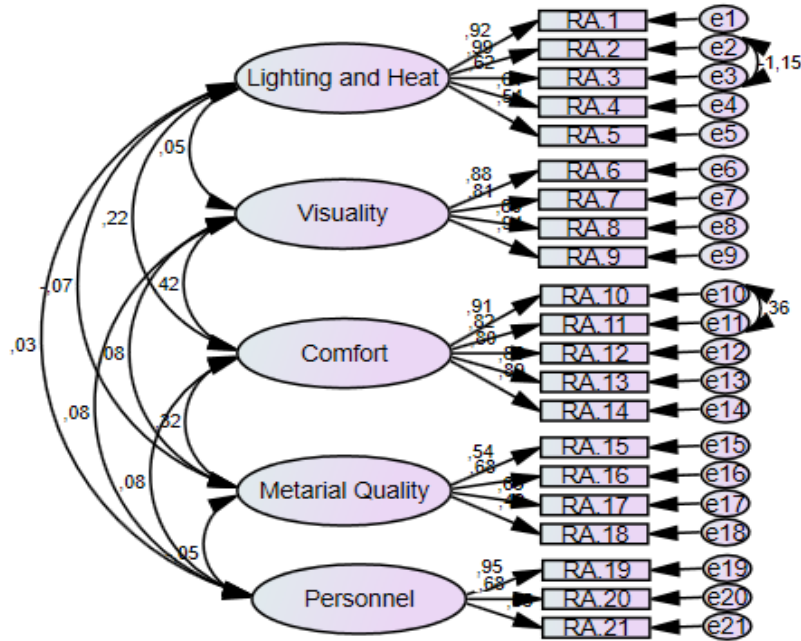 Lighting and Heat
,92
,99
,62
RA.1
e1
RA.2
e2
RA.3
e3
-1,15
RA.4
e4
RA.5
e5
,05
Visuality
,88
,81
RA.6
e6
RA.7
e7
RA.8
e8
RA.9
e9
,22
-,07
42
,03
Comfort
,91
,82
,80
RA.10
e10
,36
RA.11
e11
RA.12
e12
RA.13
e13
RA.14
e14
08
,08
,32
Metarial Quality
,54
,68
RA.15
e15
RA.16
e16
RA.17
e17
RA.18
e18
,08
-,05
Personnel
,95
,68
RA.19
e19
RA.20
e20
RA.21
e21